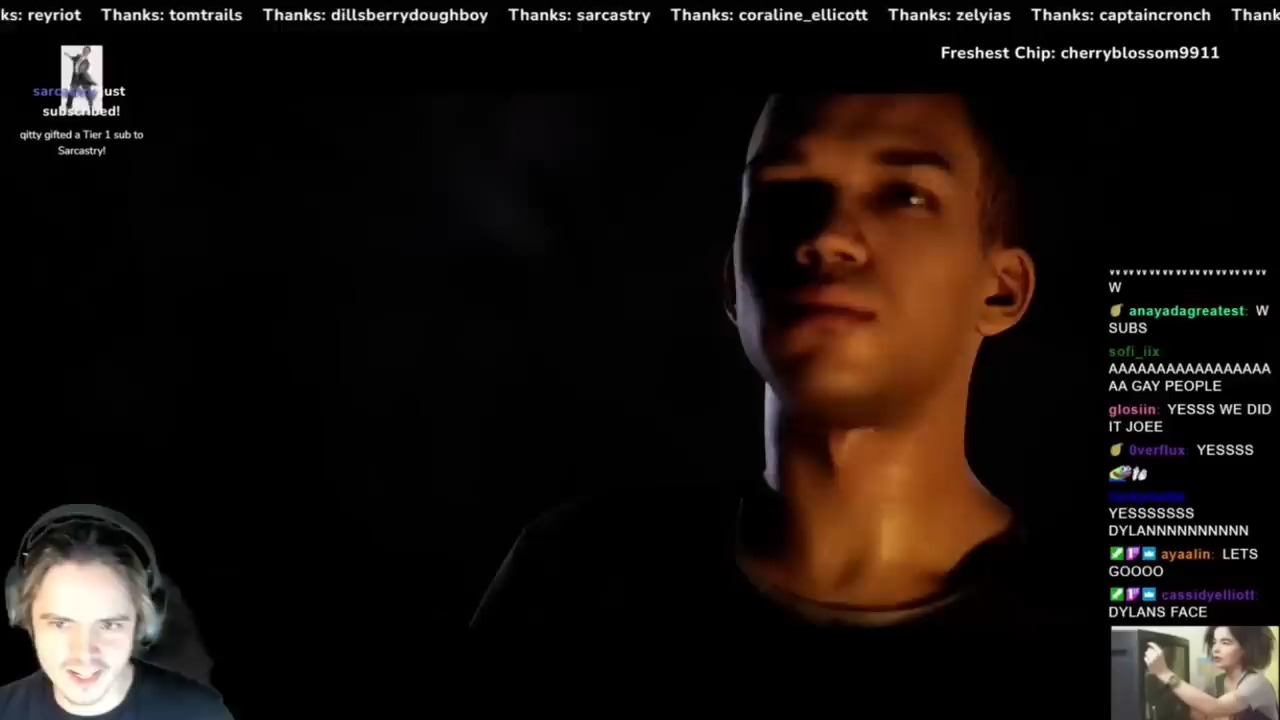 ks: reyriot Thanks: tomtrails Thanks: dillsberrydoughboy Thanks: sarcastry Thanks: coraline_ellicott Thanks: zelyias Thanks: captaincronch Thank
Freshest Chip: cherryblossom9911
just
subscribed!
qitty gifted a Tier 1 sub to
Sarcastry!
W
anayadagreatest: W
SUBS
sofi_iix:
AAAAAAAAAAAAAAAAA
AA GAY PEOPLE
glosiin: YESSS WE DID
IT JOEE
0verflux: YESSSS
YESSSSSSS
DYLANNNNNNNNNN
ayaalin: LETS
GOOOO
cassidyelliott:
DYLANS FACE